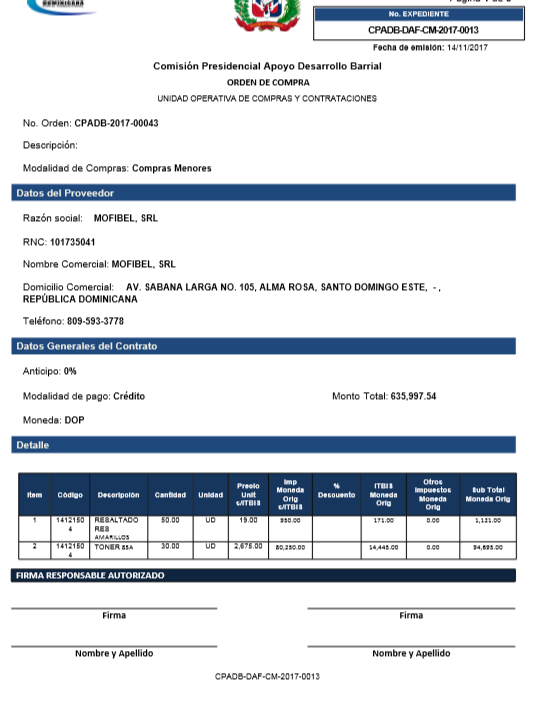 DOMINICANA
No. EXPEDIENTE
CPADB-DAF-CM-2017-0013
Fecha de emisión: 14/11/2017
Comisión Presidencial Apoyo Desarrollo Barrial
ORDEN DE COMPRA
UNIDAD OPERATIVA DE COMPRAS Y CONTRATACIONES
No. Orden: CPADB-2017-00043
Descripción:
Modalidad de Compras: Compras Menores
Datos del Proveedor
Razón social: MOFIBEL, SRL
RNC: 101735041
Nombre Comercial: MOFIBEL, SRL
Domicilio Comercial: AV. SABANA LARGA NO. 105, ALMA ROSA, SANTO DOMINGO ESTE, - ,
REPÚBLICA DOMINICANA
Teléfono: 809-593-3778
Datos Generales del Contrato
Anticipo: 0%
Modalidad de pago: Crédito Monto Total: 635,997.54
Moneda: DOP
Detalle
Item Código Descripción Cantidad Unidad Precio Unit c/ITBIS Imp Moneda Orig c/ITBIS % Descuento ITBIS Moneda Orig Otros Impuestos Moneda Orig Sub Total Moneda Orig
1 14121504 RESALTADO RES AMARILLOS 50.00 UD 19.00 950.00 171.00 0.00 1,121.00
2 14121504 TONER 85A 30.00 UD 2,675.00 80,250.00 14,445.00 0.00 94,695.00
FIRMA RESPONSABLE AUTORIZADO
Firma Firma
Nombre y Apellido Nombre y Apellido
CPADB-DAF-CM-2017-0013